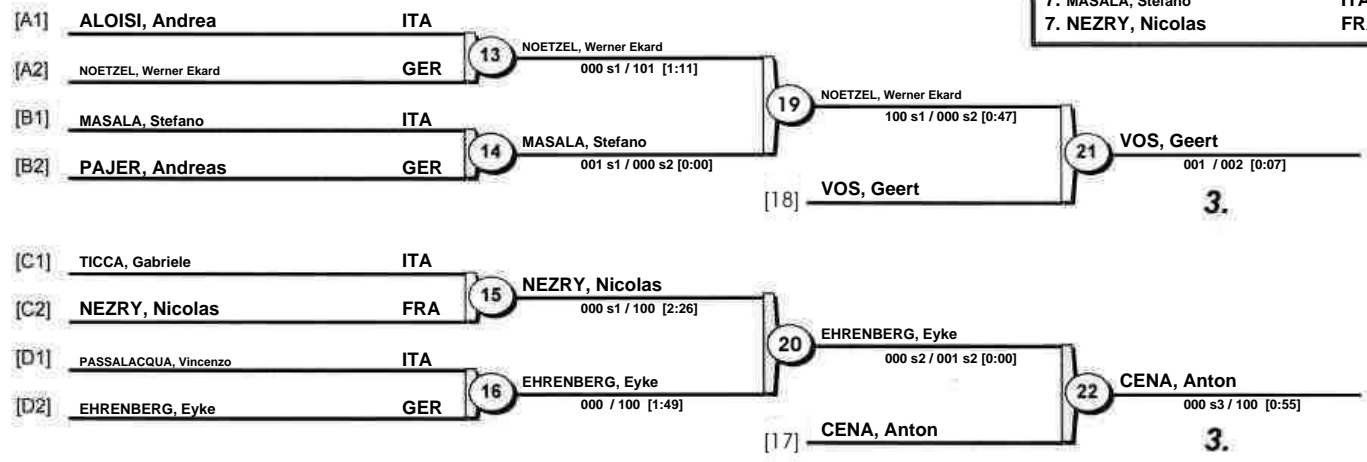 7. MASALA, Stefano ITA
7. NEZRY, Nicolas FRA
[A1] ALOISI, Andrea ITA
13 NOETZEL, Werner Ekard
[A2] NOETZEL, Werner Ekard GER
000 s1 / 101 [1:11]
19 NOETZEL, Werner Ekard
100 s1 / 000 s2 [0:47]
[B1] MASALA, Stefano ITA
14 MASALA, Stefano
001 s1 / 000 s2 [0:00]
[B2] PAJER, Andreas GER
21 VOS, Geert
001 / 002 [0:07]
[18] VOS, Geert
3.
[C1] TICCA, Gabriele ITA
15 NEZRY, Nicolas
[C2] NEZRY, Nicolas FRA
000 s1 / 100 [2:26]
20 EHRENBERG, Eyke
000 s2 / 001 s2 [0:00]
[D1] PASSALACQUA, Vincenzo ITA
16 EHRENBERG, Eyke
000 / 100 [1:49]
[D2] EHRENBERG, Eyke GER
22 CENA, Anton
000 s3 / 100 [0:55]
[17] CENA, Anton
3.